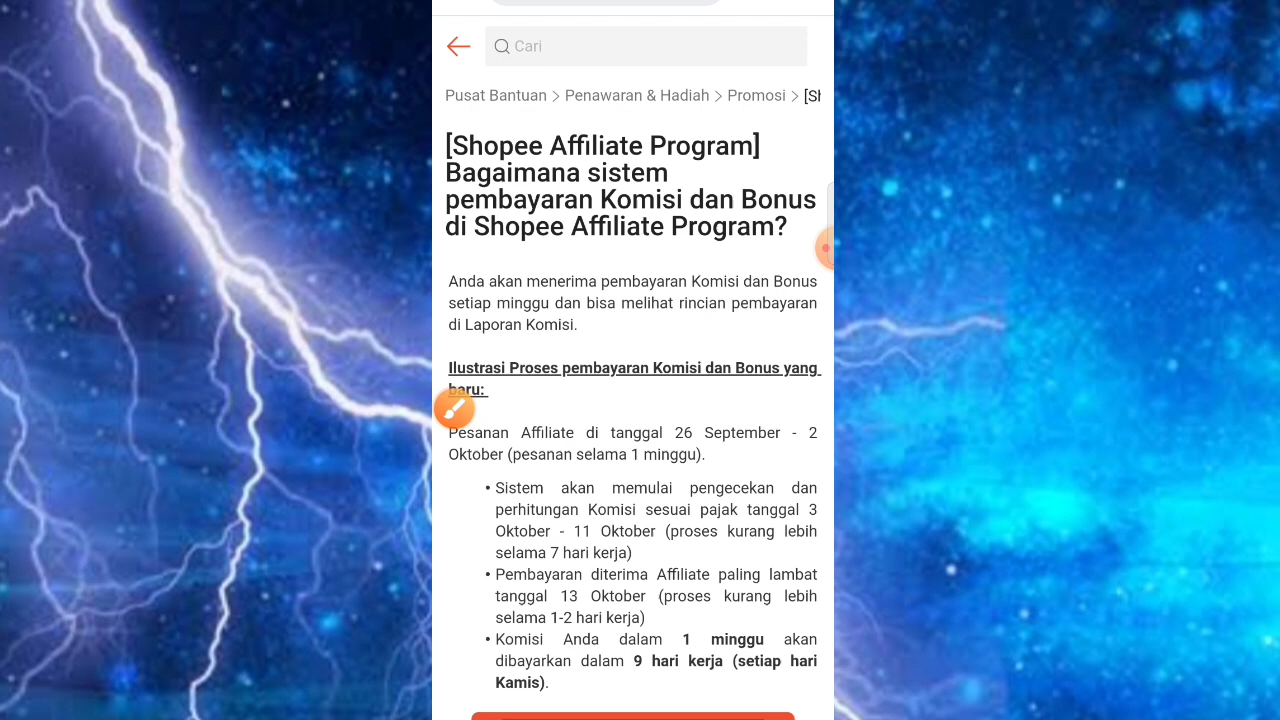 Cari
Pusat Bantuan > Penawaran & Hadiah > Promosi > [Sh
[Shopee Affiliate Program]
Bagaimana sistem
pembayaran Komisi dan Bonus
di Shopee Affiliate Program?
Anda akan menerima pembayaran Komisi dan Bonus
setiap minggu dan bisa melihat rincian pembayaran
di Laporan Komisi.
Ilustrasi Proses pembayaran Komisi dan Bonus yang
baru:
Pesanan Affiliate di tanggal 26 September - 2
Oktober (pesanan selama 1 minggu).
• Sistem akan memulai pengecekan dan
perhitungan Komisi sesuai pajak tanggal 3
Oktober - 11 Oktober (proses kurang lebih
selama 7 hari kerja)
• Pembayaran diterima Affiliate paling lambat
tanggal 13 Oktober (proses kurang lebih
selama 1-2 hari kerja)
• Komisi Anda dalam 1 minggu akan
dibayarkan dalam 9 hari kerja (setiap hari
Kamis).